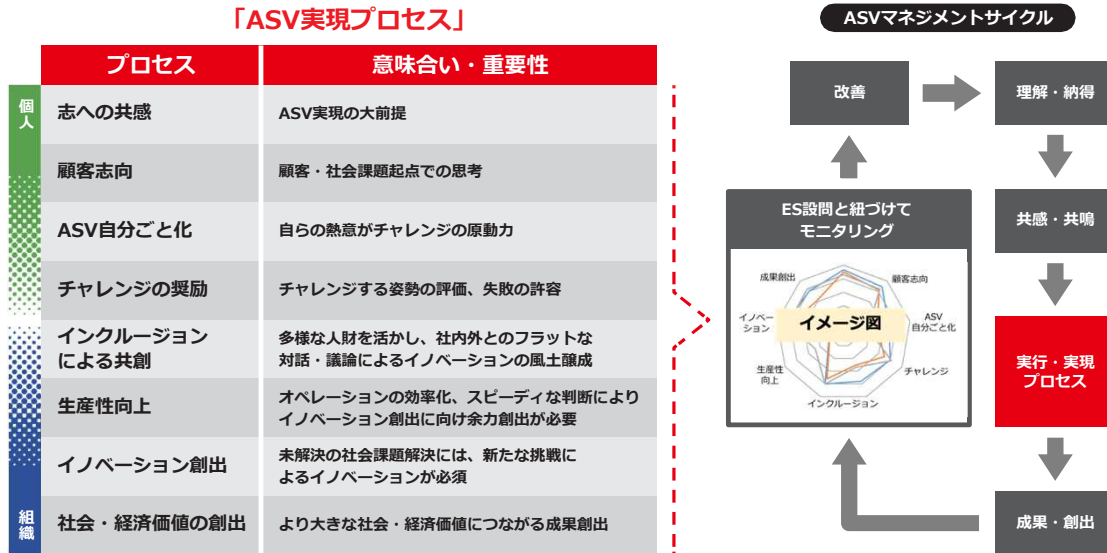 「ASV実現プロセス」
プロセス
意味合い・重要性
個人
志への共感
ASV実現の大前提
顧客志向
顧客・社会課題起点での思考
ASV自分ごと化
自らの熱意がチャレンジの原動力
チャレンジの奨励
チャレンジする姿勢の評価、失敗の許容
インクルージョン
による共創
多様な人財を活かし、社内外とのフラットな
対話・議論によるイノベーションの風土醸成
生産性向上
オペレーションの効率化、スピーディな判断により
イノベーション創出に向け余力創出が必要
イノベーション創出
未解決の社会課題解決には、新たな挑戦に
よるイノベーションが必須
組織
社会・経済価値の創出
より大きな社会・経済価値につながる成果創出
ASVマネジメントサイクル
改善
理解・納得
共感・共鳴
実行・実現
プロセス
成果・創出
ES設問と紐づけて
モニタリング
成果創出
顧客志向
イノベー
ション
イメージ図
ASV
自分ごと化
生産性
向上
チャレンジ
インクルージョン